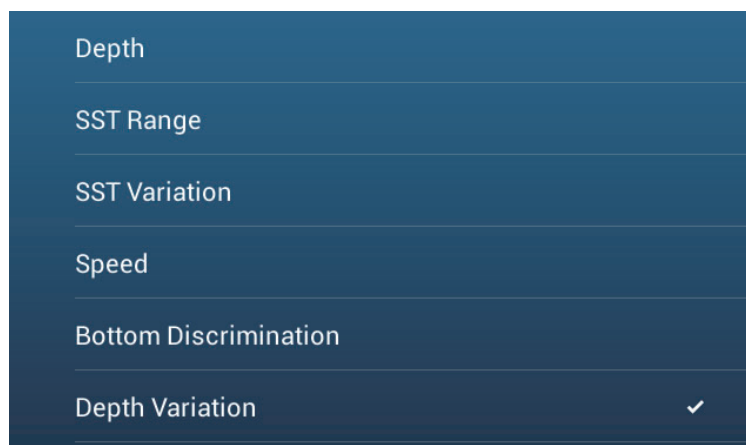 Depth
SST Range
SST Variation
Speed
Bottom Discrimination
Depth Variation